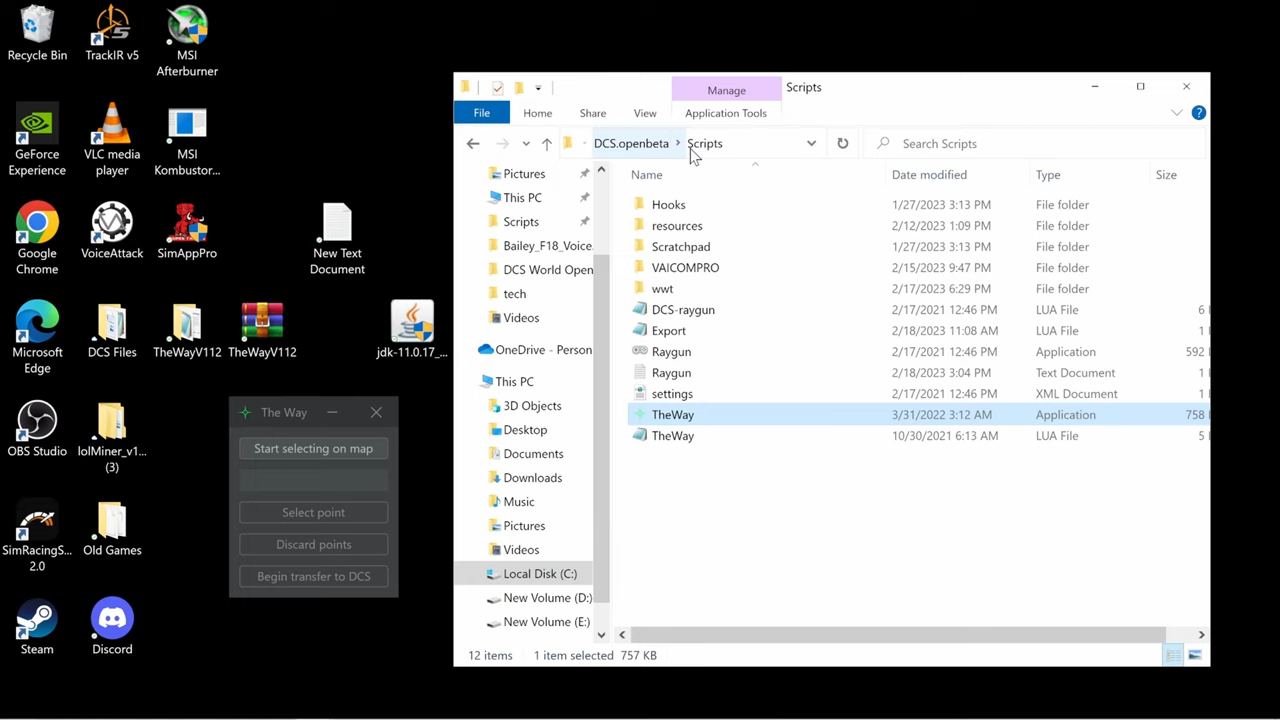 Recycle Bin
TrackIR v5
MSI
Afterburner
GeForce
Experience
VLC media
player
MSI
Kombustor...
Google
Chrome
VoiceAttack
SimAppPro
New Text
Document
Microsoft
Edge
DCS Files
TheWayV112
TheWayV112
jdk-11.0.17_...
OBS Studio
lolMiner_v1...
(3)
SimRacingS...
2.0
Old Games
Steam
Discord
The Way
Start selecting on map
Select point
Discard points
Begin transfer to DCS
Manage
Scripts
File
Home
Share
View
Application Tools
DCS.openbeta
Scripts
Search Scripts
Pictures
This PC
Scripts
Bailey_F18_Voice.
DCS World Open
tech
Videos
OneDrive - Person
This PC
3D Objects
Desktop
Documents
Downloads
Music
Pictures
Videos
Local Disk (C:)
New Volume (D:)
New Volume (E:)
Name Date modified Type Size
Hooks 1/27/2023 3:13 PM File folder
resources 2/12/2023 1:09 PM File folder
Scratchpad 1/27/2023 3:13 PM File folder
VAICOMPRO 2/15/2023 9:47 PM File folder
wwt 2/17/2023 6:29 PM File folder
DCS-raygun 2/17/2021 12:46 PM LUA File 6
Export 2/18/2023 11:08 AM LUA File 1
Raygun 2/17/2021 12:46 PM Application 592
Raygun 2/18/2023 3:04 PM Text Document 1
settings 2/17/2021 12:46 PM XML Document 1
TheWay 3/31/2022 3:12 AM Application 758
TheWay 10/30/2021 6:13 AM LUA File 5
12 items 1 item selected 757 KB